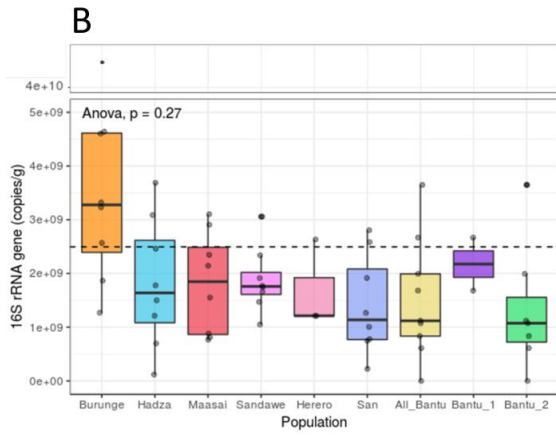 B
4e+10
5e+09
Anova, p = 0.27
4e+09
3e+09
2e+09
1e+09
0e+00
16S rRNA gene (copies/g)
Burunge Hadza Maasai Sandawe Herero San All_Bantu Bantu_1 Bantu_2
Population